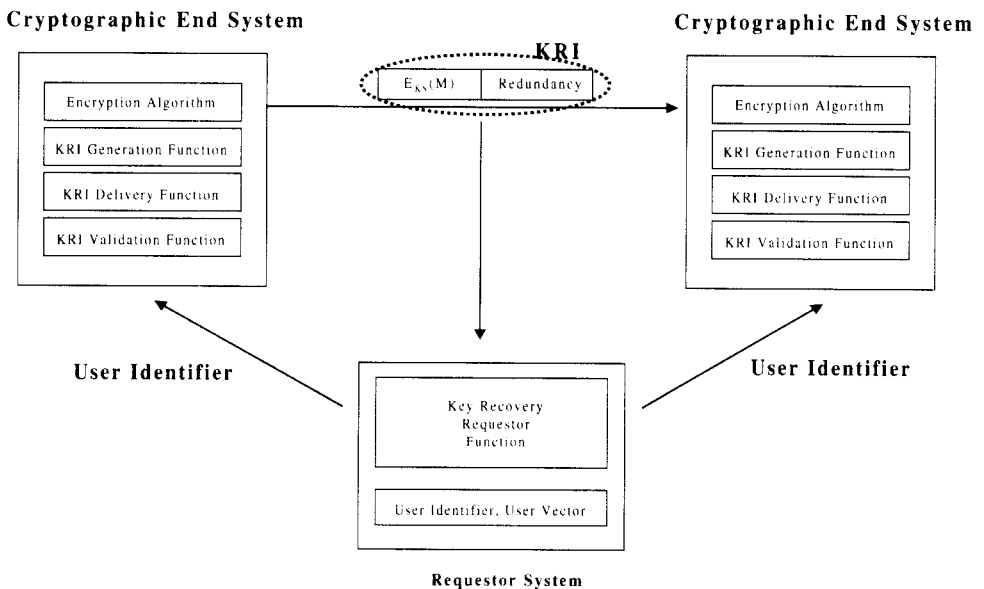 Cryptographic End System
Cryptographic End System
KRI
E_KS(M)
Redundancy
Encryption Algorithm
KRI Generation Function
KRI Delivery Function
KRI Validation Function
Encryption Algorithm
KRI Generation Function
KRI Delivery Function
KRI Validation Function
User Identifier
User Identifier
Key Recovery
Requestor
Function
User Identifier, User Vector
Requestor System